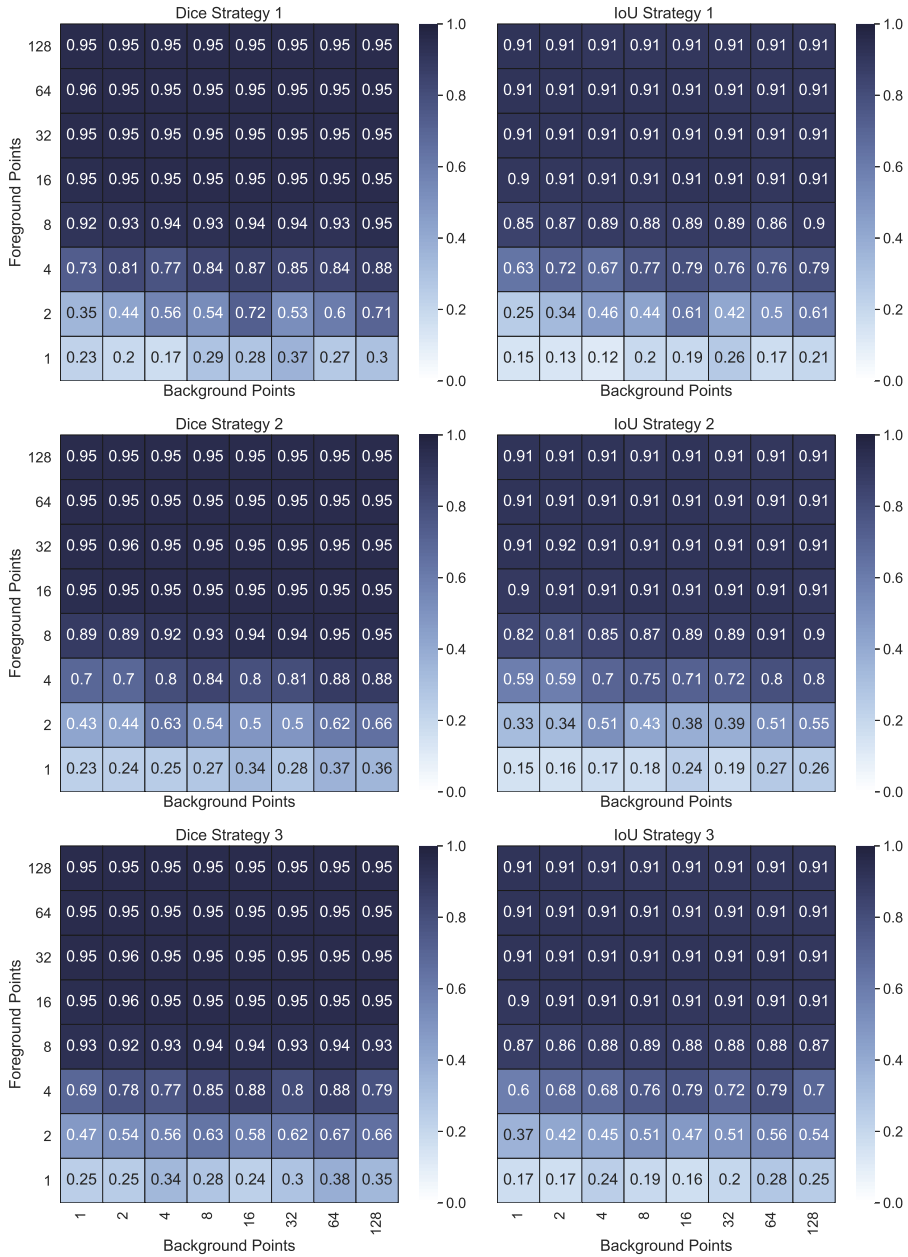 Dice Strategy 1
IoU Strategy 1
Foreground Points
128 0.95 0.95 0.95 0.95 0.95 0.95 0.95 0.95 0.91 0.91 0.91 0.91 0.91 0.91 0.91 0.91
64 0.96 0.95 0.95 0.95 0.95 0.95 0.95 0.95 0.91 0.91 0.91 0.91 0.91 0.91 0.91 0.91
32 0.95 0.95 0.95 0.95 0.95 0.95 0.95 0.95 0.91 0.91 0.91 0.91 0.91 0.91 0.91 0.91
16 0.95 0.95 0.95 0.95 0.95 0.95 0.95 0.95 0.9 0.91 0.91 0.91 0.91 0.91 0.91 0.91
8 0.92 0.93 0.94 0.93 0.94 0.94 0.93 0.95 0.85 0.87 0.89 0.88 0.89 0.89 0.86 0.9
4 0.73 0.81 0.77 0.84 0.87 0.85 0.84 0.88 0.63 0.72 0.67 0.77 0.79 0.76 0.76 0.79
2 0.35 0.44 0.56 0.54 0.72 0.53 0.6 0.71 0.25 0.34 0.46 0.44 0.61 0.42 0.5 0.61
1 0.23 0.2 0.17 0.29 0.28 0.37 0.27 0.3 0.15 0.13 0.12 0.2 0.19 0.26 0.17 0.21
1.0 0.8 0.6 0.4 0.2 0.0
1.0 0.8 0.6 0.4 0.2 0.0
Background Points
Background Points
Dice Strategy 2
IoU Strategy 2
Foreground Points
128 0.95 0.95 0.95 0.95 0.95 0.95 0.95 0.95 0.91 0.91 0.91 0.91 0.91 0.91 0.91 0.91
64 0.95 0.95 0.95 0.95 0.95 0.95 0.95 0.95 0.91 0.91 0.91 0.91 0.91 0.91 0.91 0.91
32 0.95 0.96 0.95 0.95 0.95 0.95 0.95 0.95 0.91 0.92 0.91 0.91 0.91 0.91 0.91 0.91
16 0.95 0.95 0.95 0.95 0.95 0.95 0.95 0.95 0.9 0.91 0.91 0.91 0.91 0.91 0.91 0.91
8 0.89 0.89 0.92 0.93 0.94 0.94 0.95 0.95 0.82 0.81 0.85 0.87 0.89 0.89 0.91 0.9
4 0.7 0.7 0.8 0.84 0.8 0.81 0.88 0.88 0.59 0.59 0.7 0.75 0.71 0.72 0.8 0.8
2 0.43 0.44 0.63 0.54 0.5 0.5 0.62 0.66 0.33 0.34 0.51 0.43 0.38 0.39 0.51 0.55
1 0.23 0.24 0.25 0.27 0.34 0.28 0.37 0.36 0.15 0.16 0.17 0.18 0.24 0.19 0.27 0.26
1.0 0.8 0.6 0.4 0.2 0.0
1.0 0.8 0.6 0.4 0.2 0.0
Background Points
Background Points
Dice Strategy 3
IoU Strategy 3
Foreground Points
128 0.95 0.95 0.95 0.95 0.95 0.95 0.95 0.95 0.91 0.91 0.91 0.91 0.91 0.91 0.91 0.91
64 0.95 0.95 0.95 0.95 0.95 0.95 0.95 0.95 0.91 0.91 0.91 0.91 0.91 0.91 0.91 0.91
32 0.95 0.96 0.95 0.95 0.95 0.95 0.95 0.95 0.91 0.91 0.91 0.91 0.91 0.91 0.91 0.91
16 0.95 0.96 0.95 0.95 0.95 0.95 0.95 0.95 0.9 0.91 0.91 0.91 0.91 0.91 0.91 0.91
8 0.93 0.92 0.93 0.94 0.94 0.93 0.94 0.93 0.87 0.86 0.88 0.89 0.88 0.88 0.88 0.87
4 0.69 0.78 0.77 0.85 0.88 0.8 0.88 0.79 0.6 0.68 0.68 0.76 0.79 0.72 0.79 0.7
2 0.47 0.54 0.56 0.63 0.58 0.62 0.67 0.66 0.37 0.42 0.45 0.51 0.47 0.51 0.56 0.54
1 0.25 0.25 0.34 0.28 0.24 0.3 0.38 0.35 0.17 0.17 0.24 0.19 0.16 0.2 0.28 0.25
1.0 0.8 0.6 0.4 0.2 0.0
1.0 0.8 0.6 0.4 0.2 0.0
1 2 4 8 16 32 64 128
1 2 4 8 16 32 64 128
Background Points
Background Points